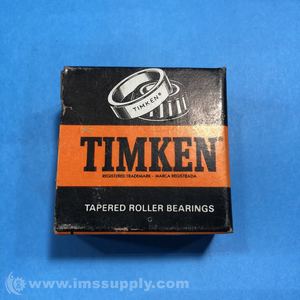 TIMKEN®
TIMKEN
REGISTERED TRADEMARK - MARCA REGISTRADA
TAPERED ROLLER BEARINGS
© www.imssupply.com